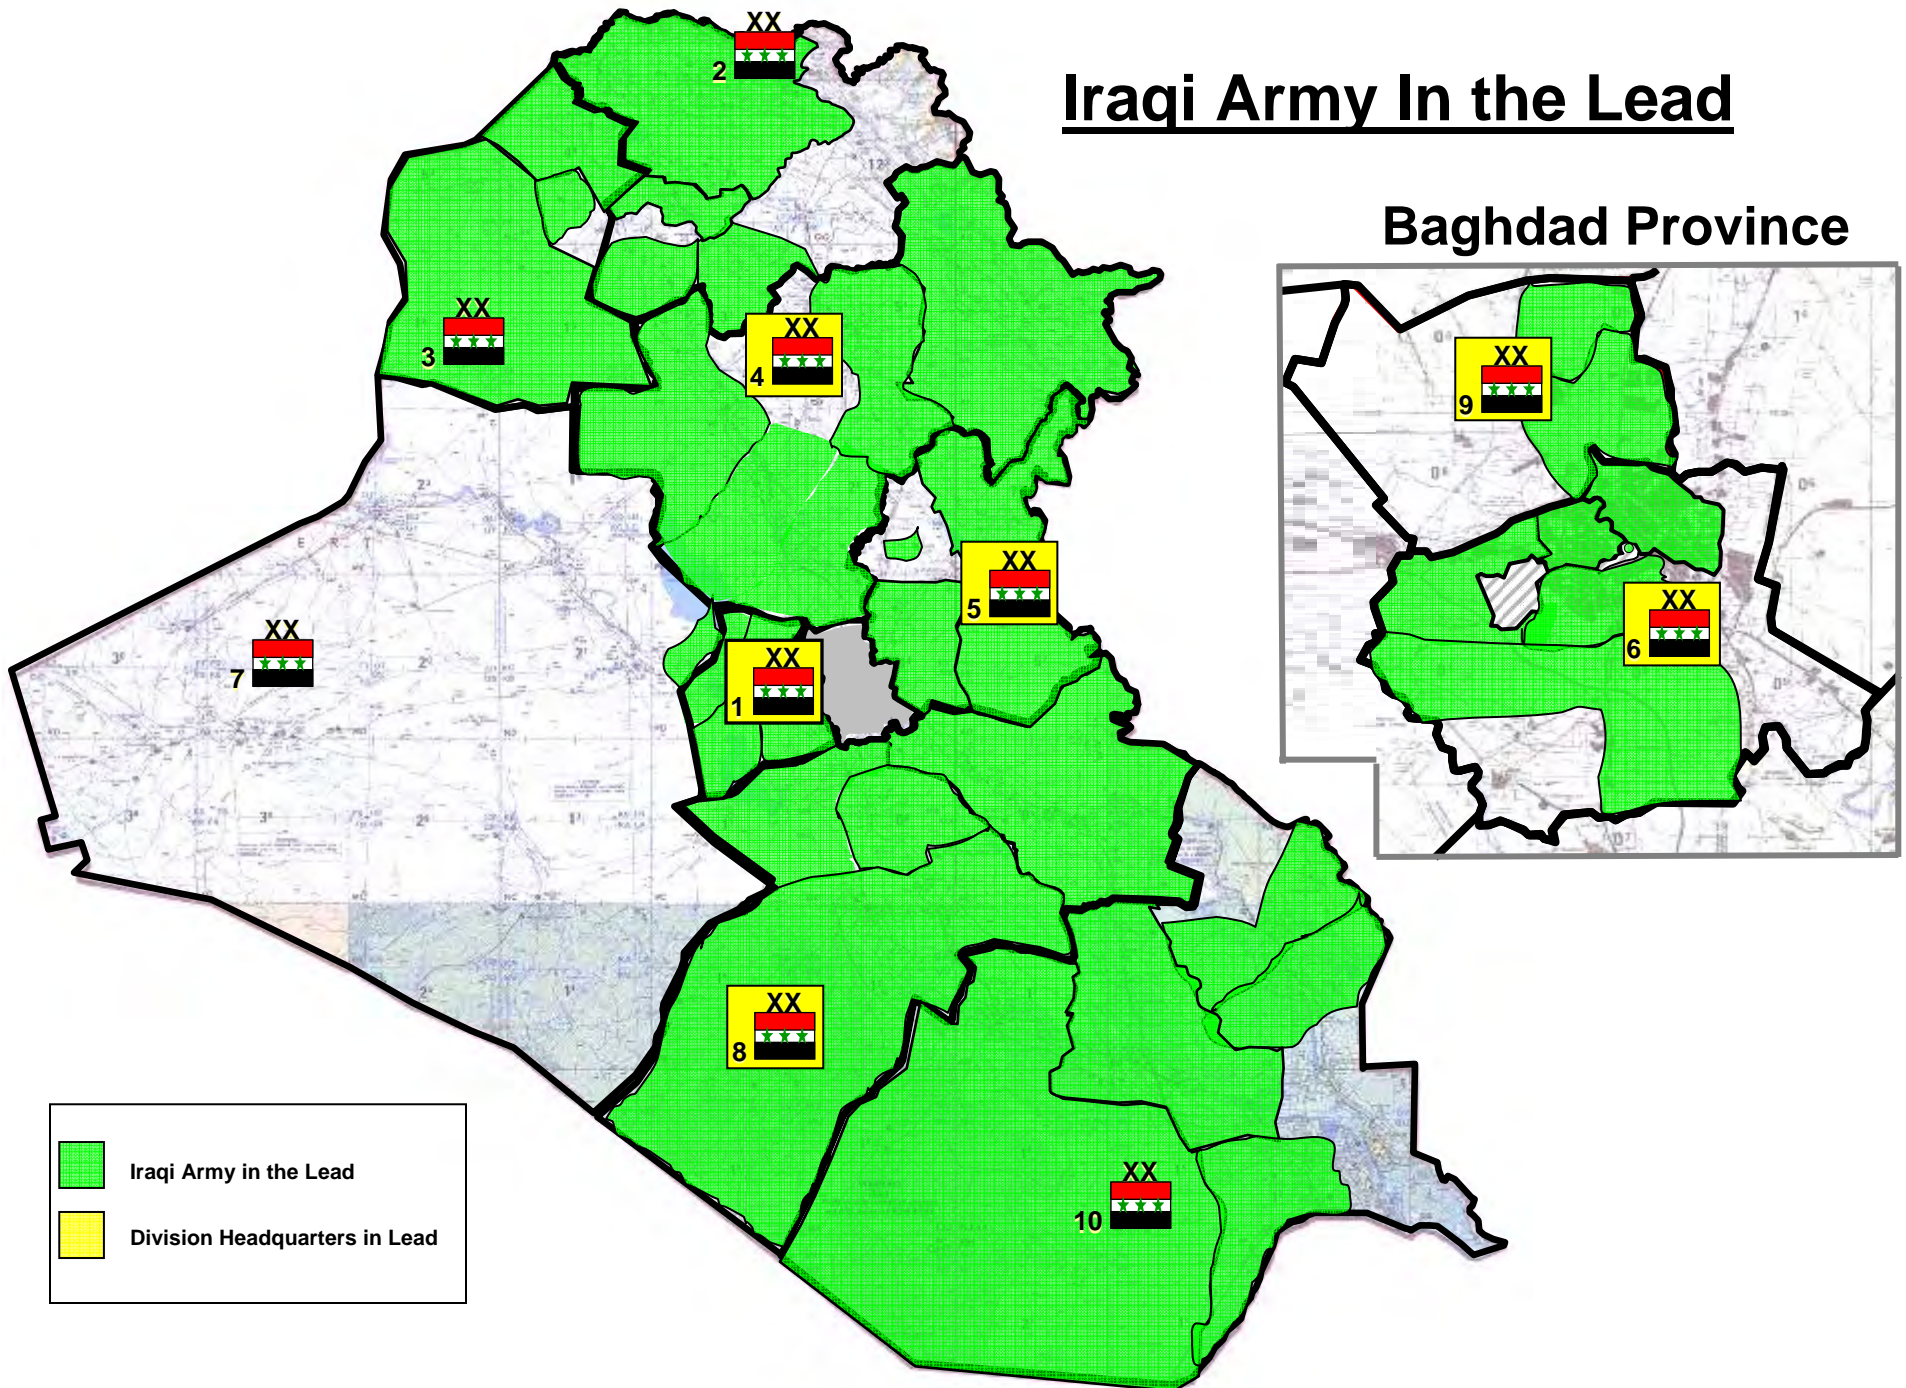 Iraqi Army In the Lead
Baghdad Province
XX
2
XX
3
XX
4
XX
9
XX
5
XX
6
XX
7
XX
1
XX
8
XX
10
Iraqi Army in the Lead
Division Headquarters in Lead